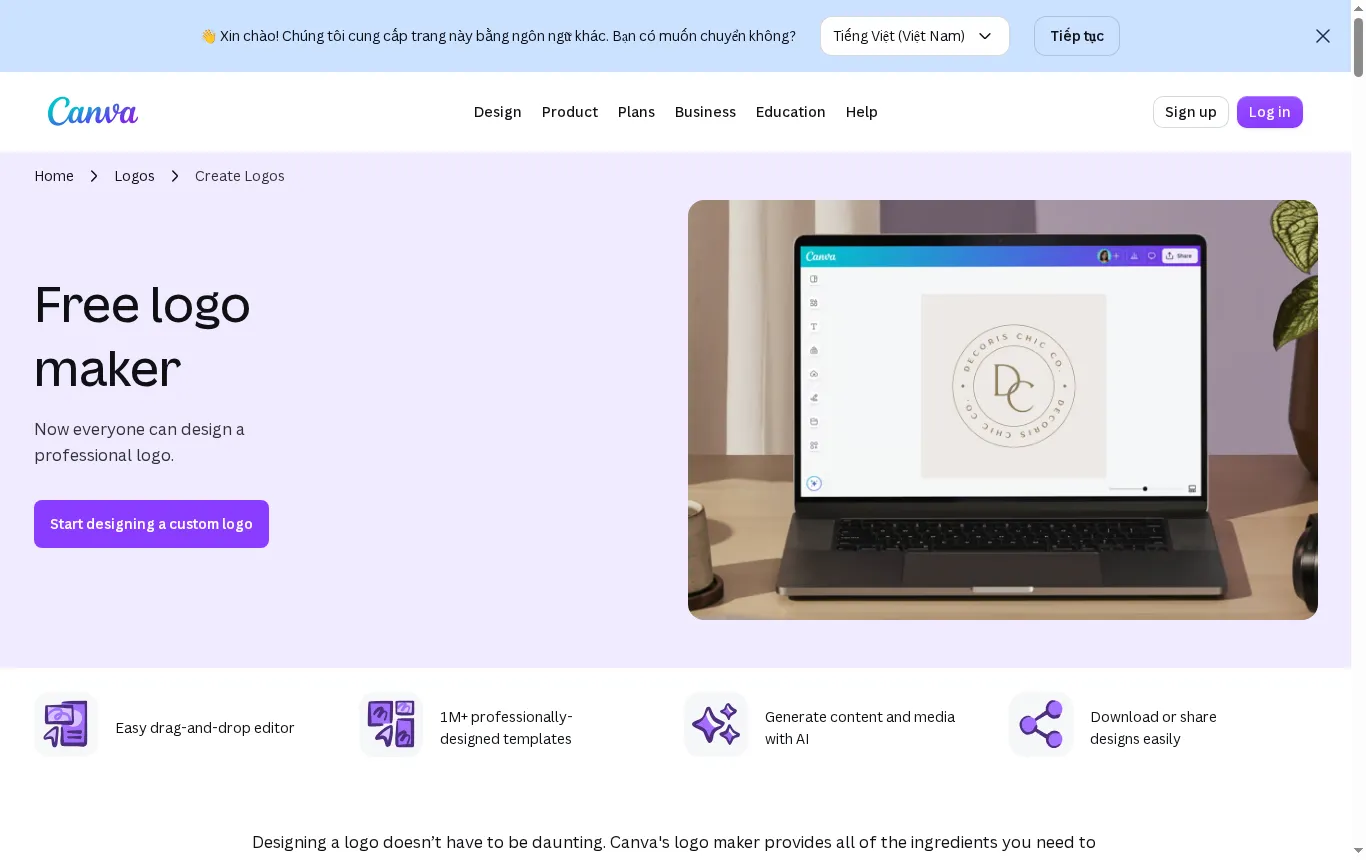 👋 Xin chào! Chúng tôi cung cấp trang này bằng ngôn ngữ khác. Bạn có muốn chuyển không?
Tiếng Việt (Việt Nam)
Tiếp tục
Canva
Design
Product
Plans
Business
Education
Help
Sign up
Log in
Home
Logos
Create Logos
Free logo
maker
Now everyone can design a
professional logo.
Start designing a custom logo
Canva
Share
DECORIS CHIC CO.
DC
DECORIS CHIC CO.
Easy drag-and-drop editor
1M+ professionally-
designed templates
Generate content and media
with AI
Download or share
designs easily
Designing a logo doesn’t have to be daunting. Canva's logo maker provides all of the ingredients you need to